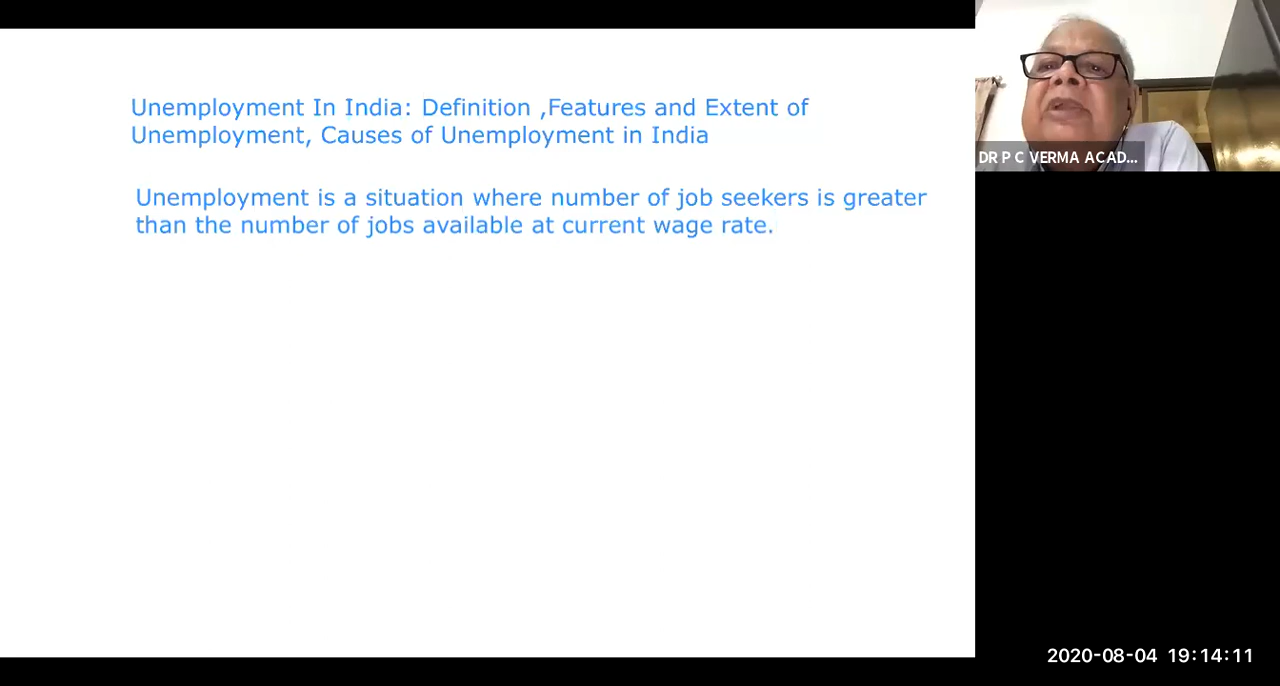 Unemployment In India: Definition ,Features and Extent of
Unemployment, Causes of Unemployment in India
Unemployment is a situation where number of job seekers is greater
than the number of jobs available at current wage rate.
DR P C VERMA ACAD...
2020-08-04 19:14:11